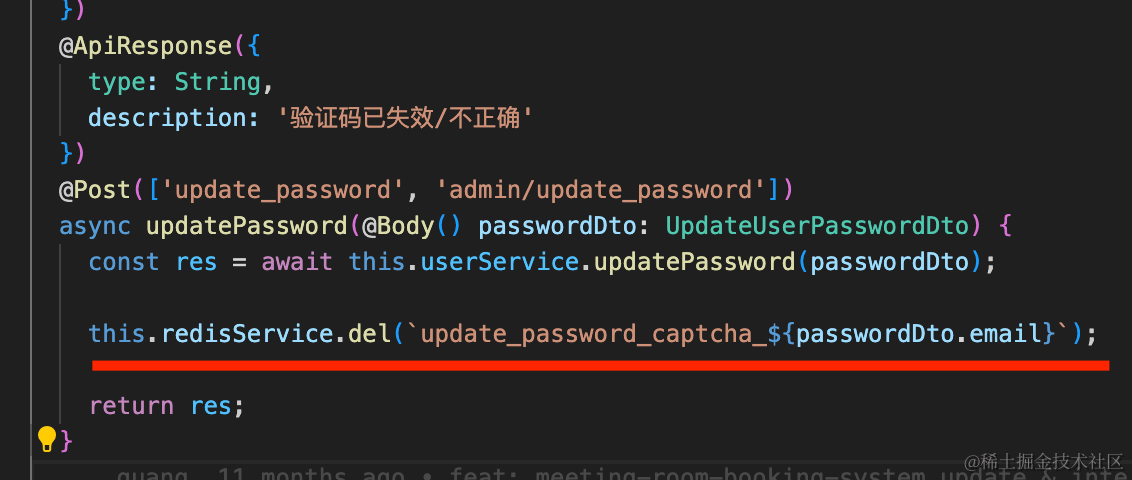 })
@ApiResponse({
type: String,
description: '验证码已失效/不正确'
})
@Post(['update_password', 'admin/update_password'])
async updatePassword(@Body() passwordDto: UpdateUserPasswordDto) {
const res = await this.userService.updatePassword(passwordDto);
this.redisService.del(`update_password_captcha_${passwordDto.email}`);
return res;
}
guang, 11 months ago • feat: meeting-room-booking-system update & inte
@稀土掘金技术社区